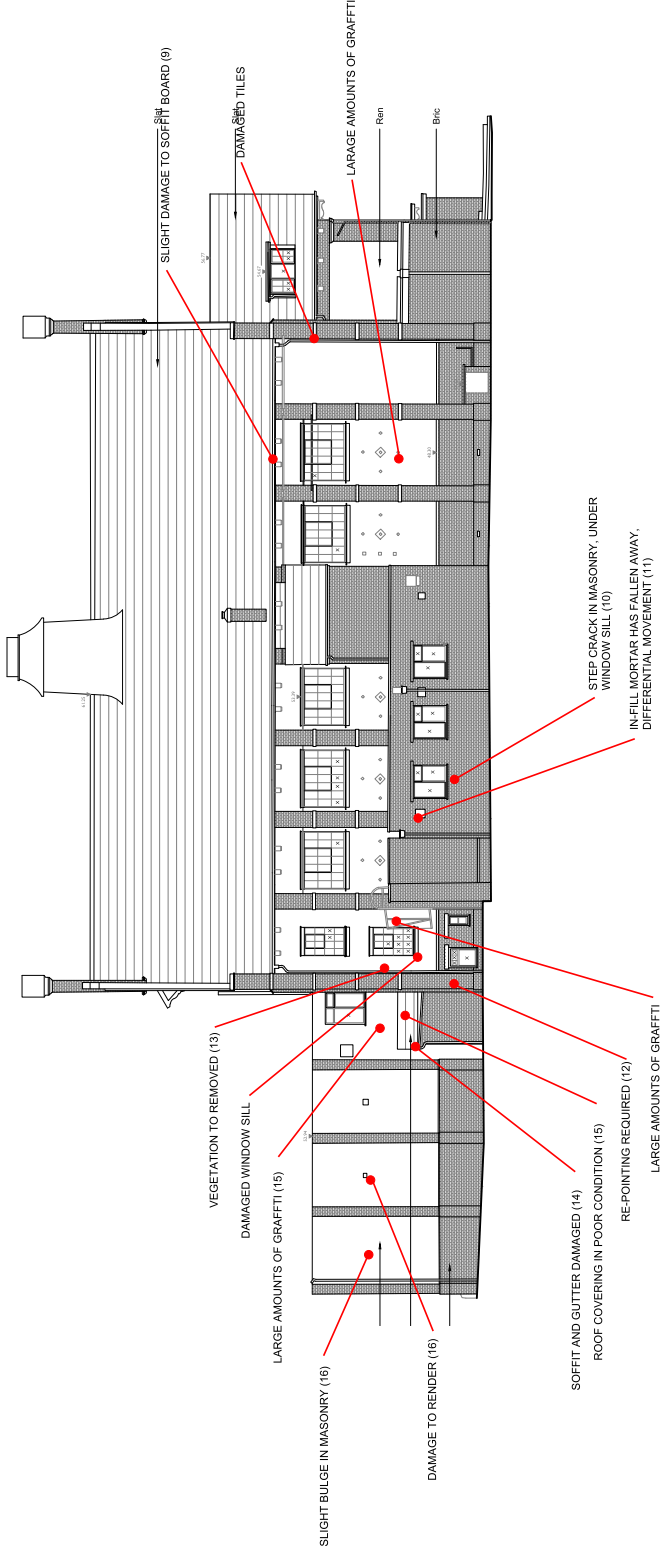 SLIGHT DAMAGE TO SOFFIT BOARD (9)
DAMAGED TILES
LARAGE AMOUNTS OF GRAFFTI
Slat
Slat
Ren
Bric
STEP CRACK IN MASONRY, UNDER
WINDOW SILL (10)
IN-FILL MORTAR HAS FALLEN AWAY,
DIFFERENTIAL MOVEMENT (11)
VEGETATION TO REMOVED (13)
DAMAGED WINDOW SILL
LARGE AMOUNTS OF GRAFFTI (15)
SLIGHT BULGE IN MASONRY (16)
DAMAGE TO RENDER (16)
SOFFIT AND GUTTER DAMAGED (14)
ROOF COVERING IN POOR CONDITION (15)
RE-POINTING REQUIRED (12)
LARGE AMOUNTS OF GRAFFTI